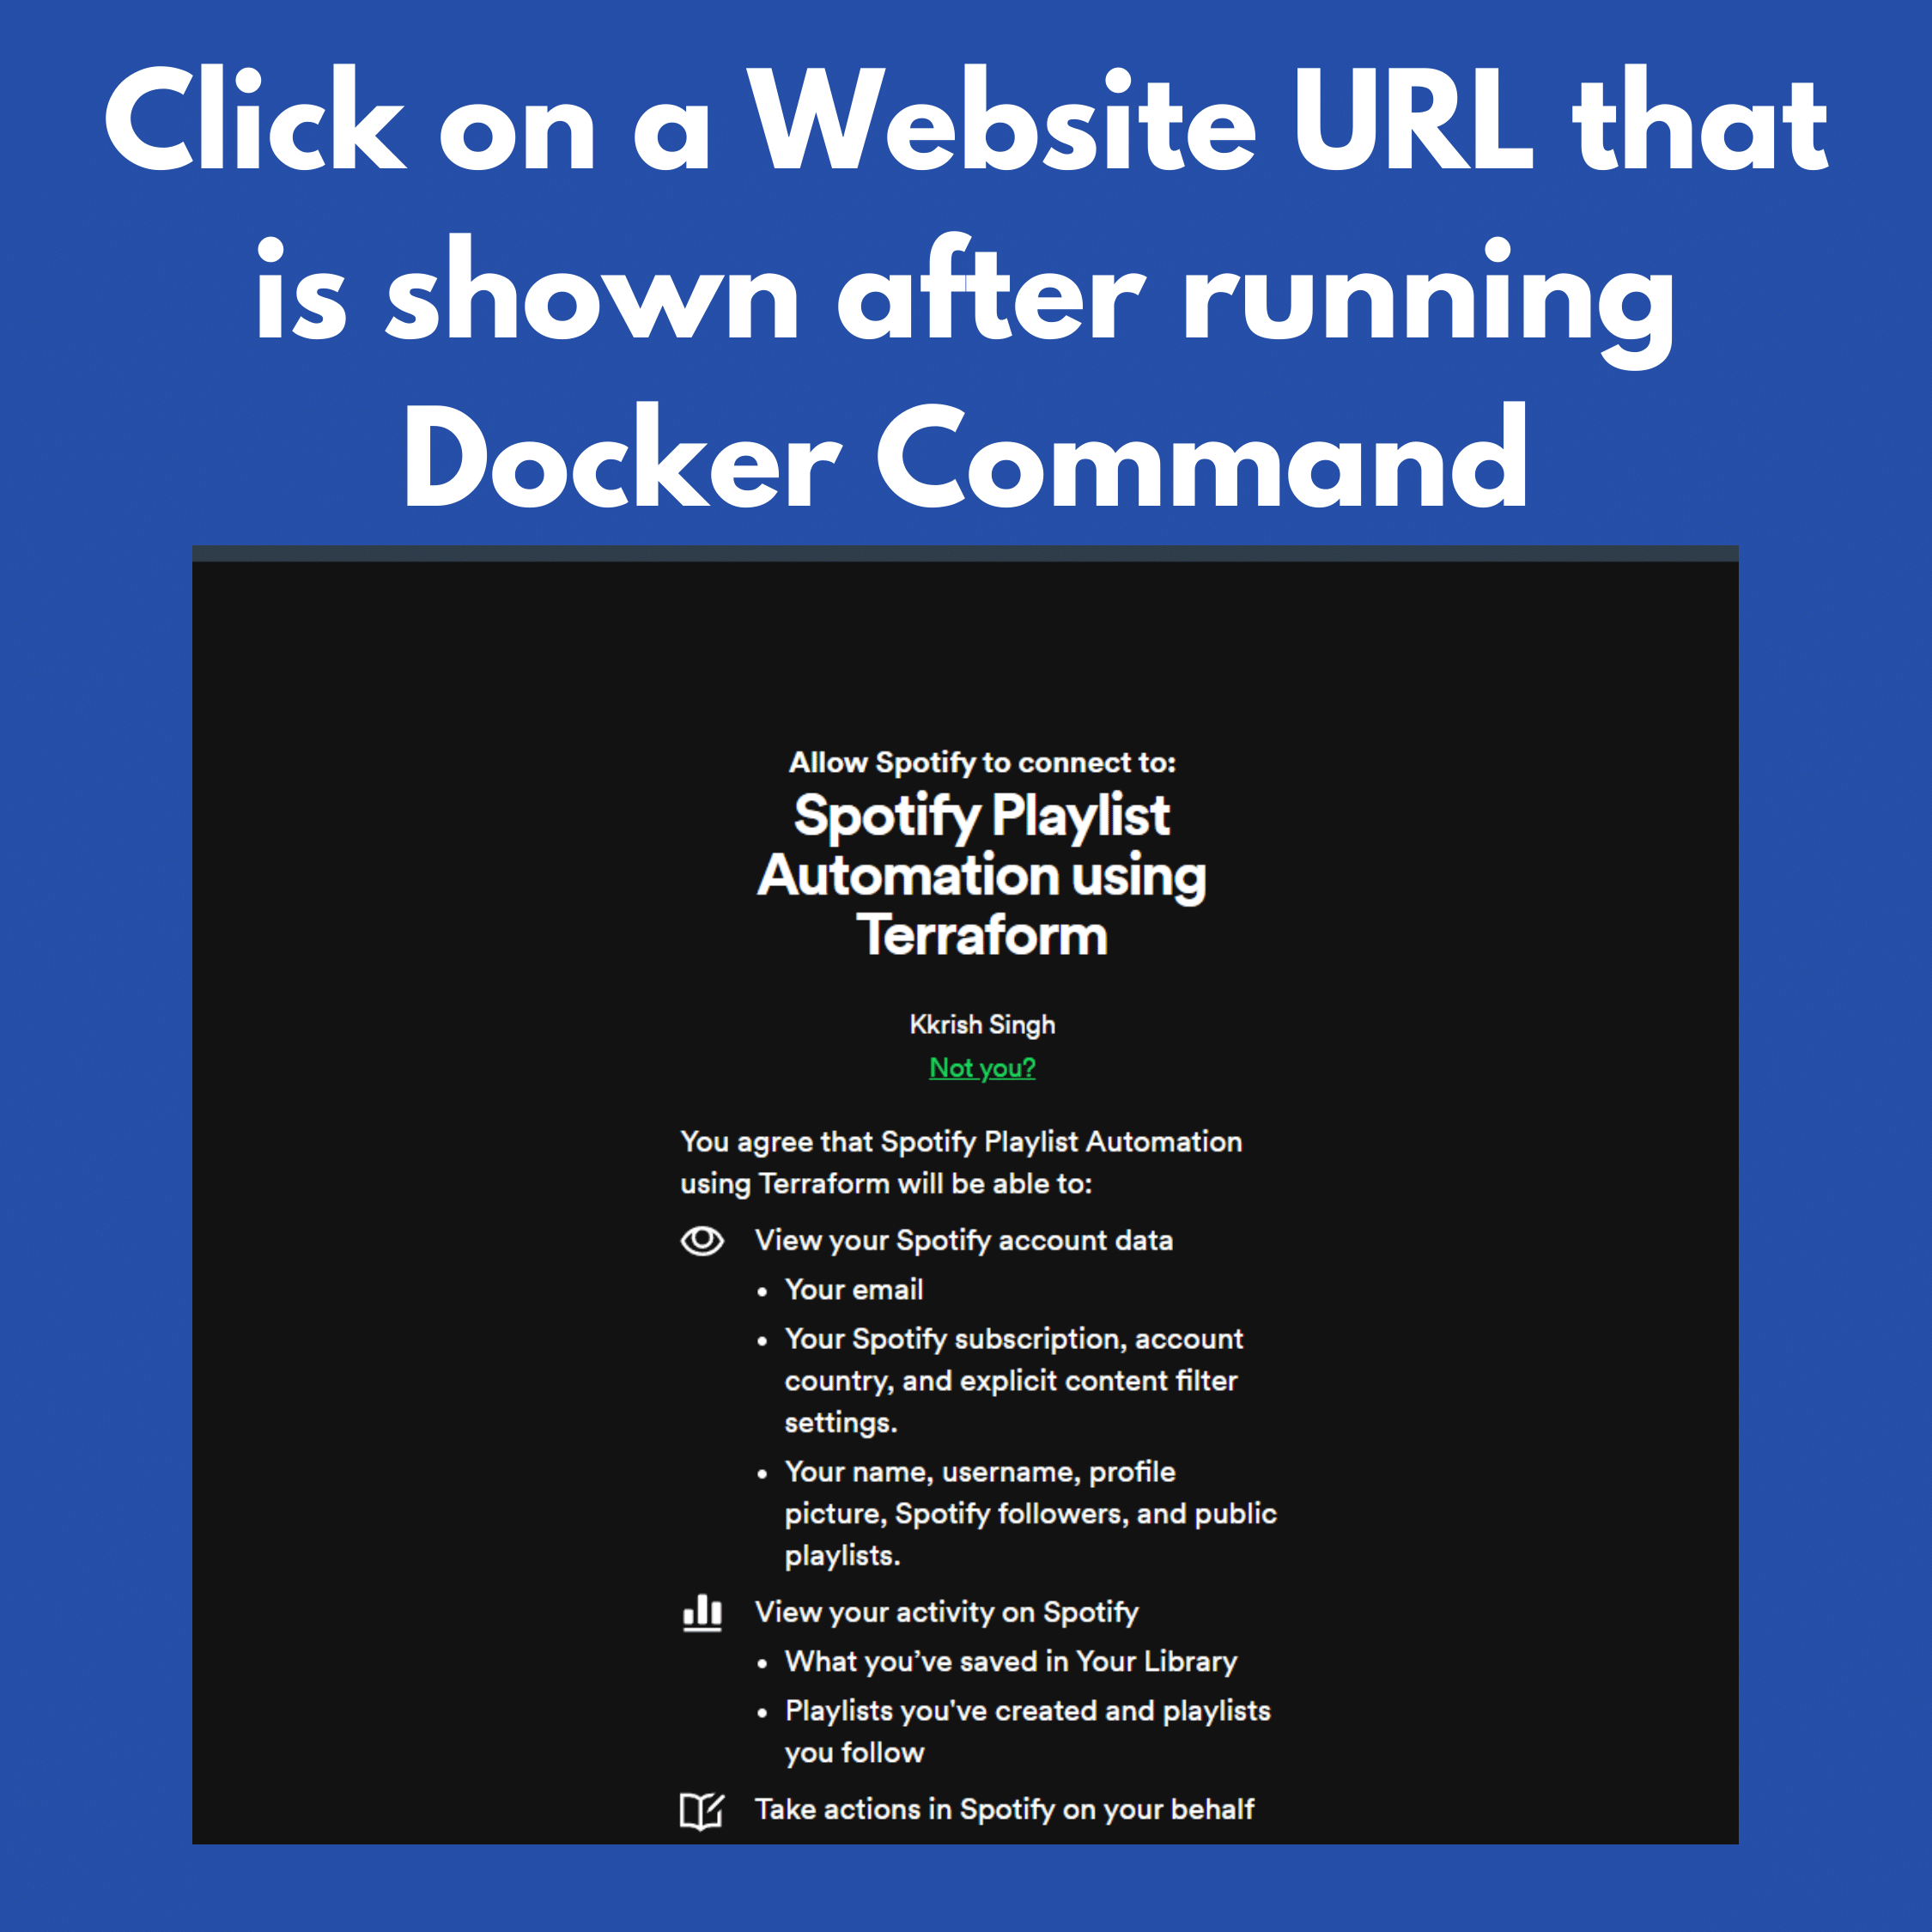 Click on a Website URL that
is shown after running
Docker Command
Allow Spotify to connect to:
Spotify Playlist
Automation using
Terraform
Kkrish Singh
Not you?
You agree that Spotify Playlist Automation
using Terraform will be able to:
View your Spotify account data
• Your email
• Your Spotify subscription, account
country, and explicit content filter
settings.
• Your name, username, profile
picture, Spotify followers, and public
playlists.
View your activity on Spotify
• What you’ve saved in Your Library
• Playlists you've created and playlists
you follow
Take actions in Spotify on your behalf